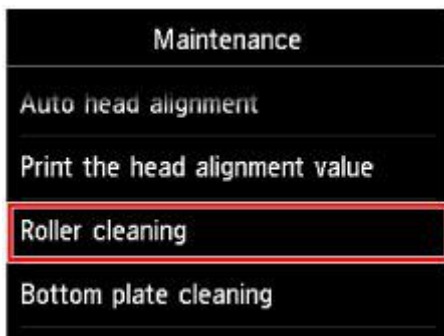 Maintenance
Auto head alignment
Print the head alignment value
Roller cleaning
Bottom plate cleaning